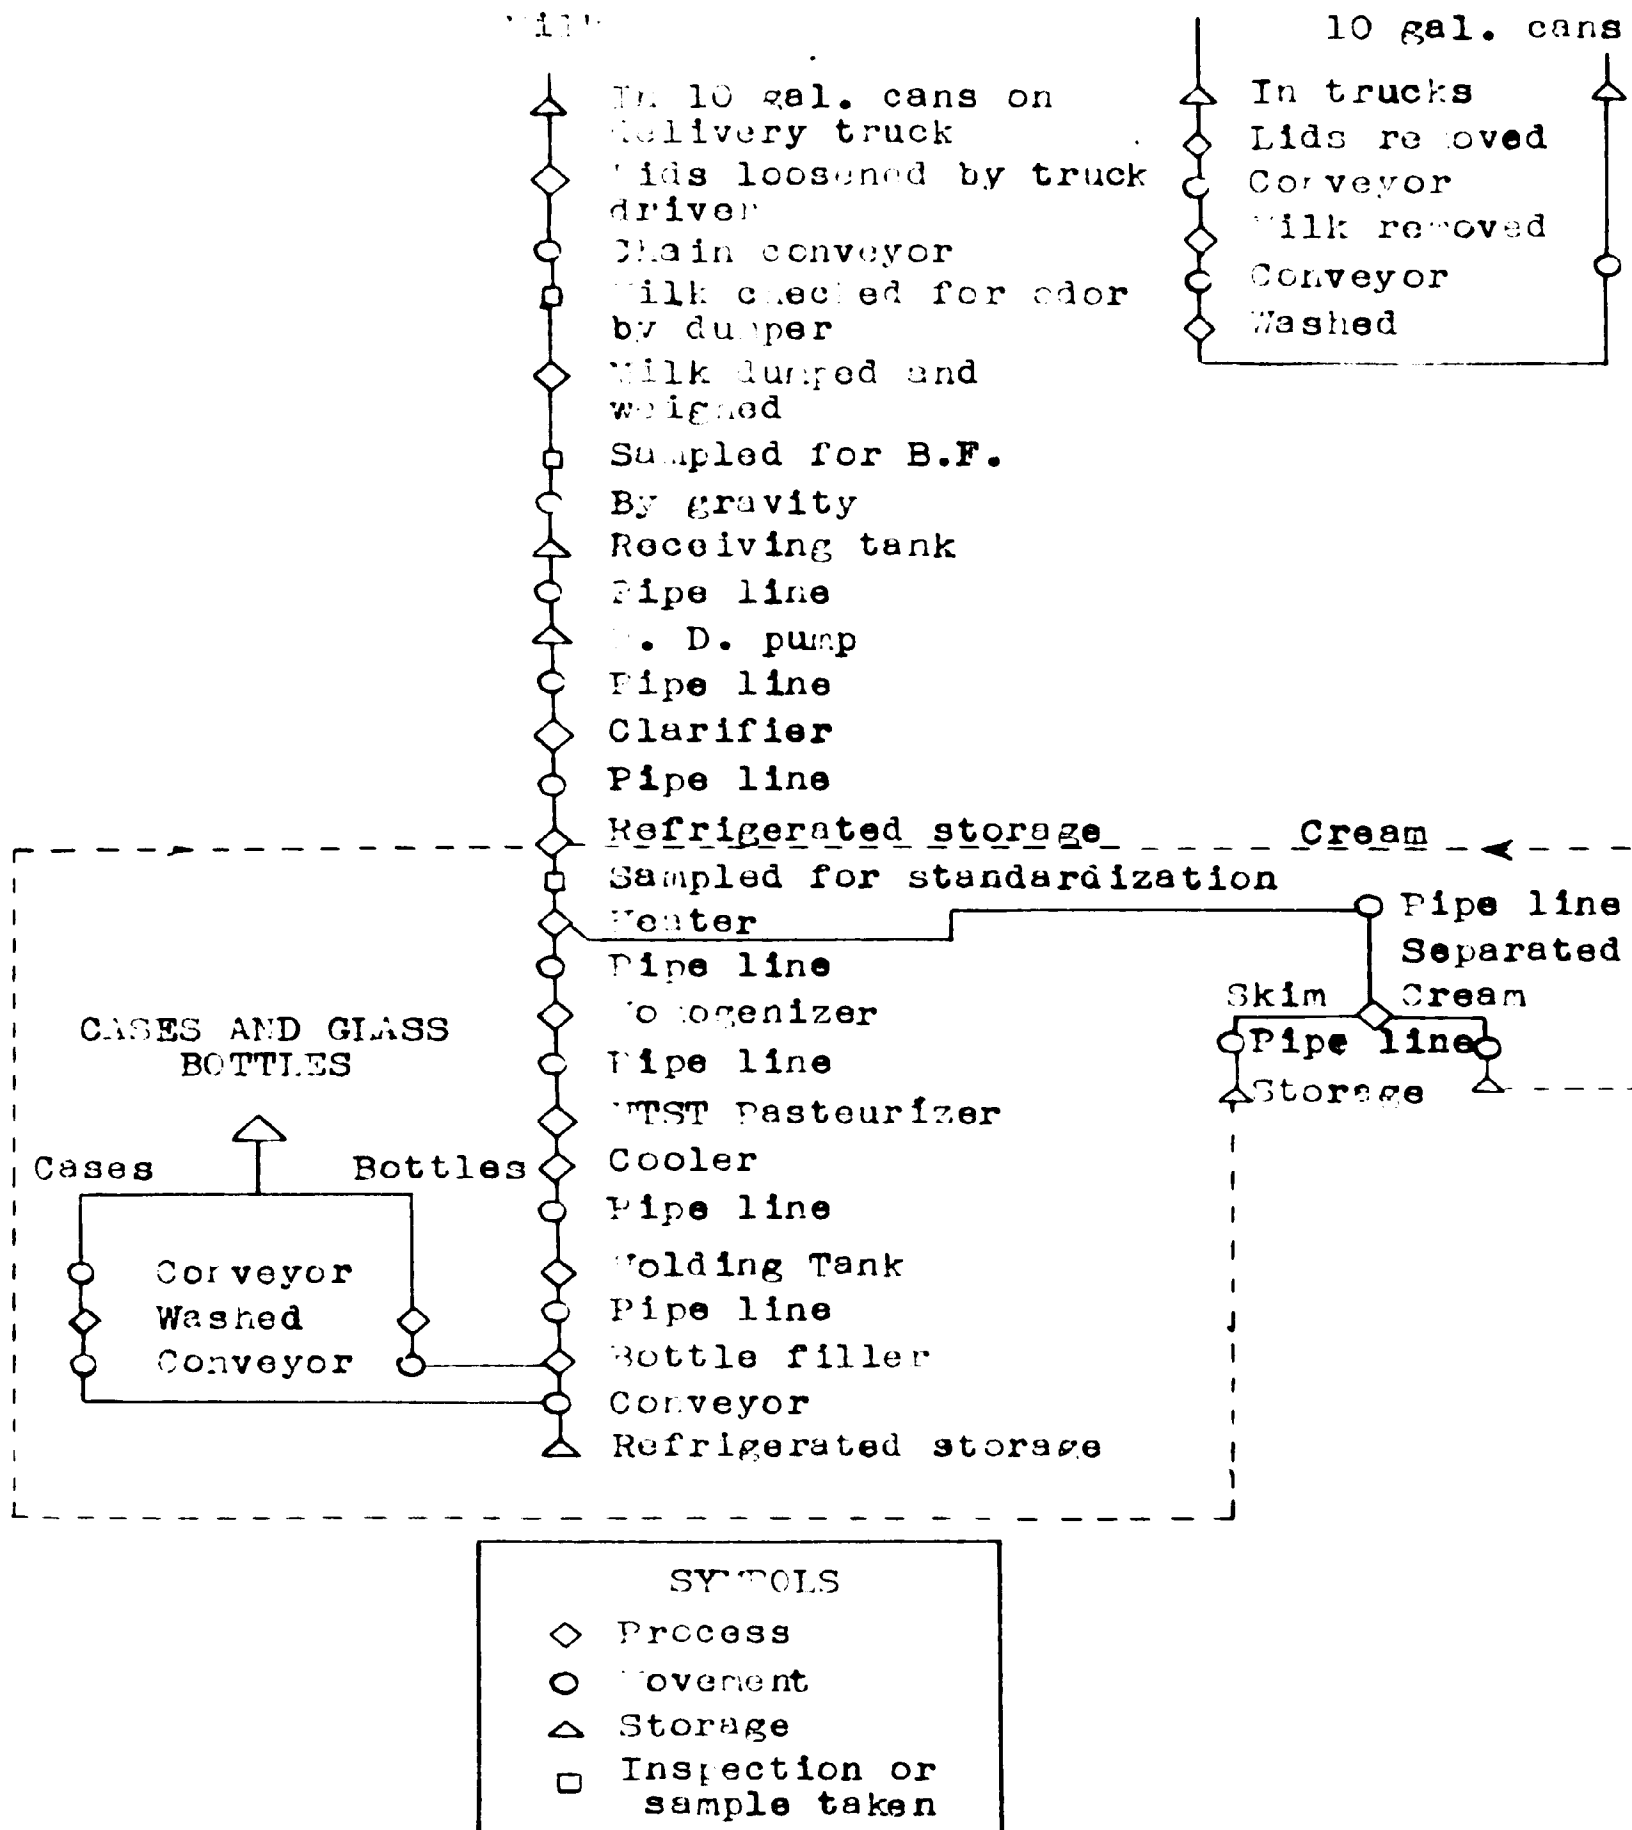 Milk
10 gal. cans
In 10 gal. cans on
delivery truck
Lids loosened by truck
driver
Chain conveyor
Milk checked for odor
by dumper
Milk dumped and
weighed
Sampled for B.F.
By gravity
Receiving tank
Pipe line
. D. pump
Pipe line
Clarifier
Pipe line
Refrigerated storage
Sampled for standardization
Heater
Pipe line
Homogenizer
Pipe line
HTST Pasteurizer
Cooler
Pipe line
Holding Tank
Pipe line
Bottle filler
Conveyor
Refrigerated storage
In trucks
Lids removed
Conveyor
Milk removed
Conveyor
Washed
Cream
Pipe line
Separated
Skim Cream
Pipe line
Storage
CASES AND GLASS
BOTTLES
Cases Bottles
Conveyor
Washed
Conveyor
SYMBOLS
Process
Movement
Storage
Inspection or
sample taken